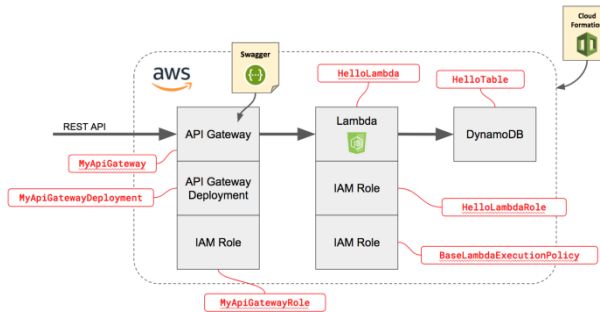 Cloud
Formation
Swagger
aws
HelloLambda
HelloTable
REST API
API Gateway
Lambda
DynamoDB
MyApiGateway
MyApiGatewayDeployment
API Gateway
Deployment
IAM Role
HelloLambdaRole
IAM Role
IAM Role
BaseLambdaExecutionPolicy
MyApiGatewayRole